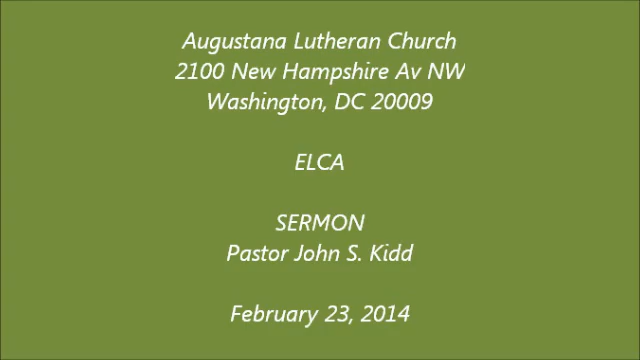 Augustana Lutheran Church
2100 New Hampshire Av NW
Washington, DC 20009
ELCA
SERMON
Pastor John S. Kidd
February 23, 2014